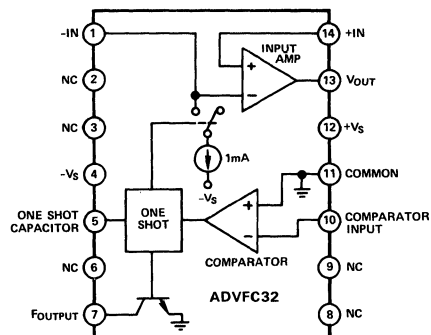 -IN 1
NC 2
NC 3
-VS 4
ONE SHOT
CAPACITOR 5
NC 6
FOUTPUT 7
INPUT
AMP
+
−
1mA
-VS
ONE
SHOT
+
−
COMPARATOR
ADVFC32
14 +IN
13 VOUT
12 +VS
11 COMMON
10 COMPARATOR
INPUT
9 NC
8 NC